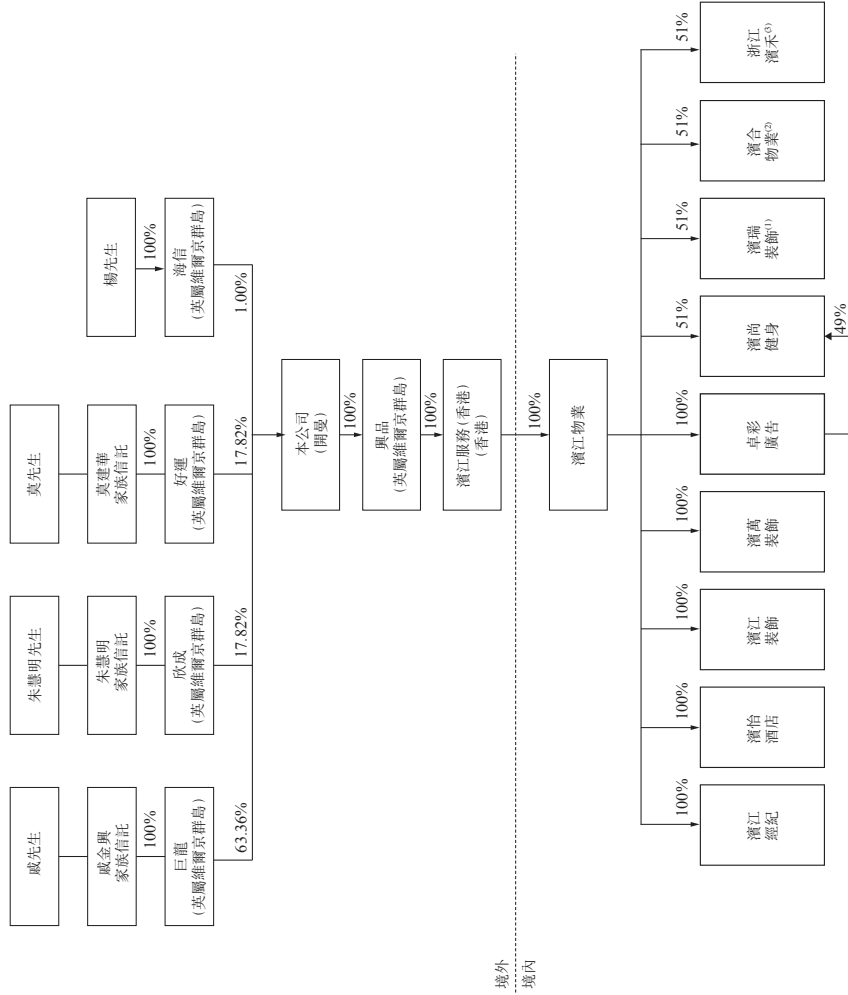 戚先生
朱慧明先生
莫先生
楊先生
100%
戚金興
家族信託
朱慧明
家族信託
莫建華
家族信託
100%
100%
100%
巨龍
(英屬維爾京群島)
欣成
(英屬維爾京群島)
好運
(英屬維爾京群島)
海信
(英屬維爾京群島)
63.36%
17.82%
17.82%
1.00%
本公司
(開曼)
100%
興品
(英屬維爾京群島)
100%
濱江服務(香港)
(香港)
境外
境內
100%
濱江物業
100%
100%
100%
100%
100%
51%
51%
51%
51%
濱江
經紀
濱怡
酒店
濱江
裝飾
濱萬
裝飾
卓彩
廣告
濱尚
健身
濱瑞
裝飾(1)
濱合
物業(2)
浙江
濱禾(3)
49%